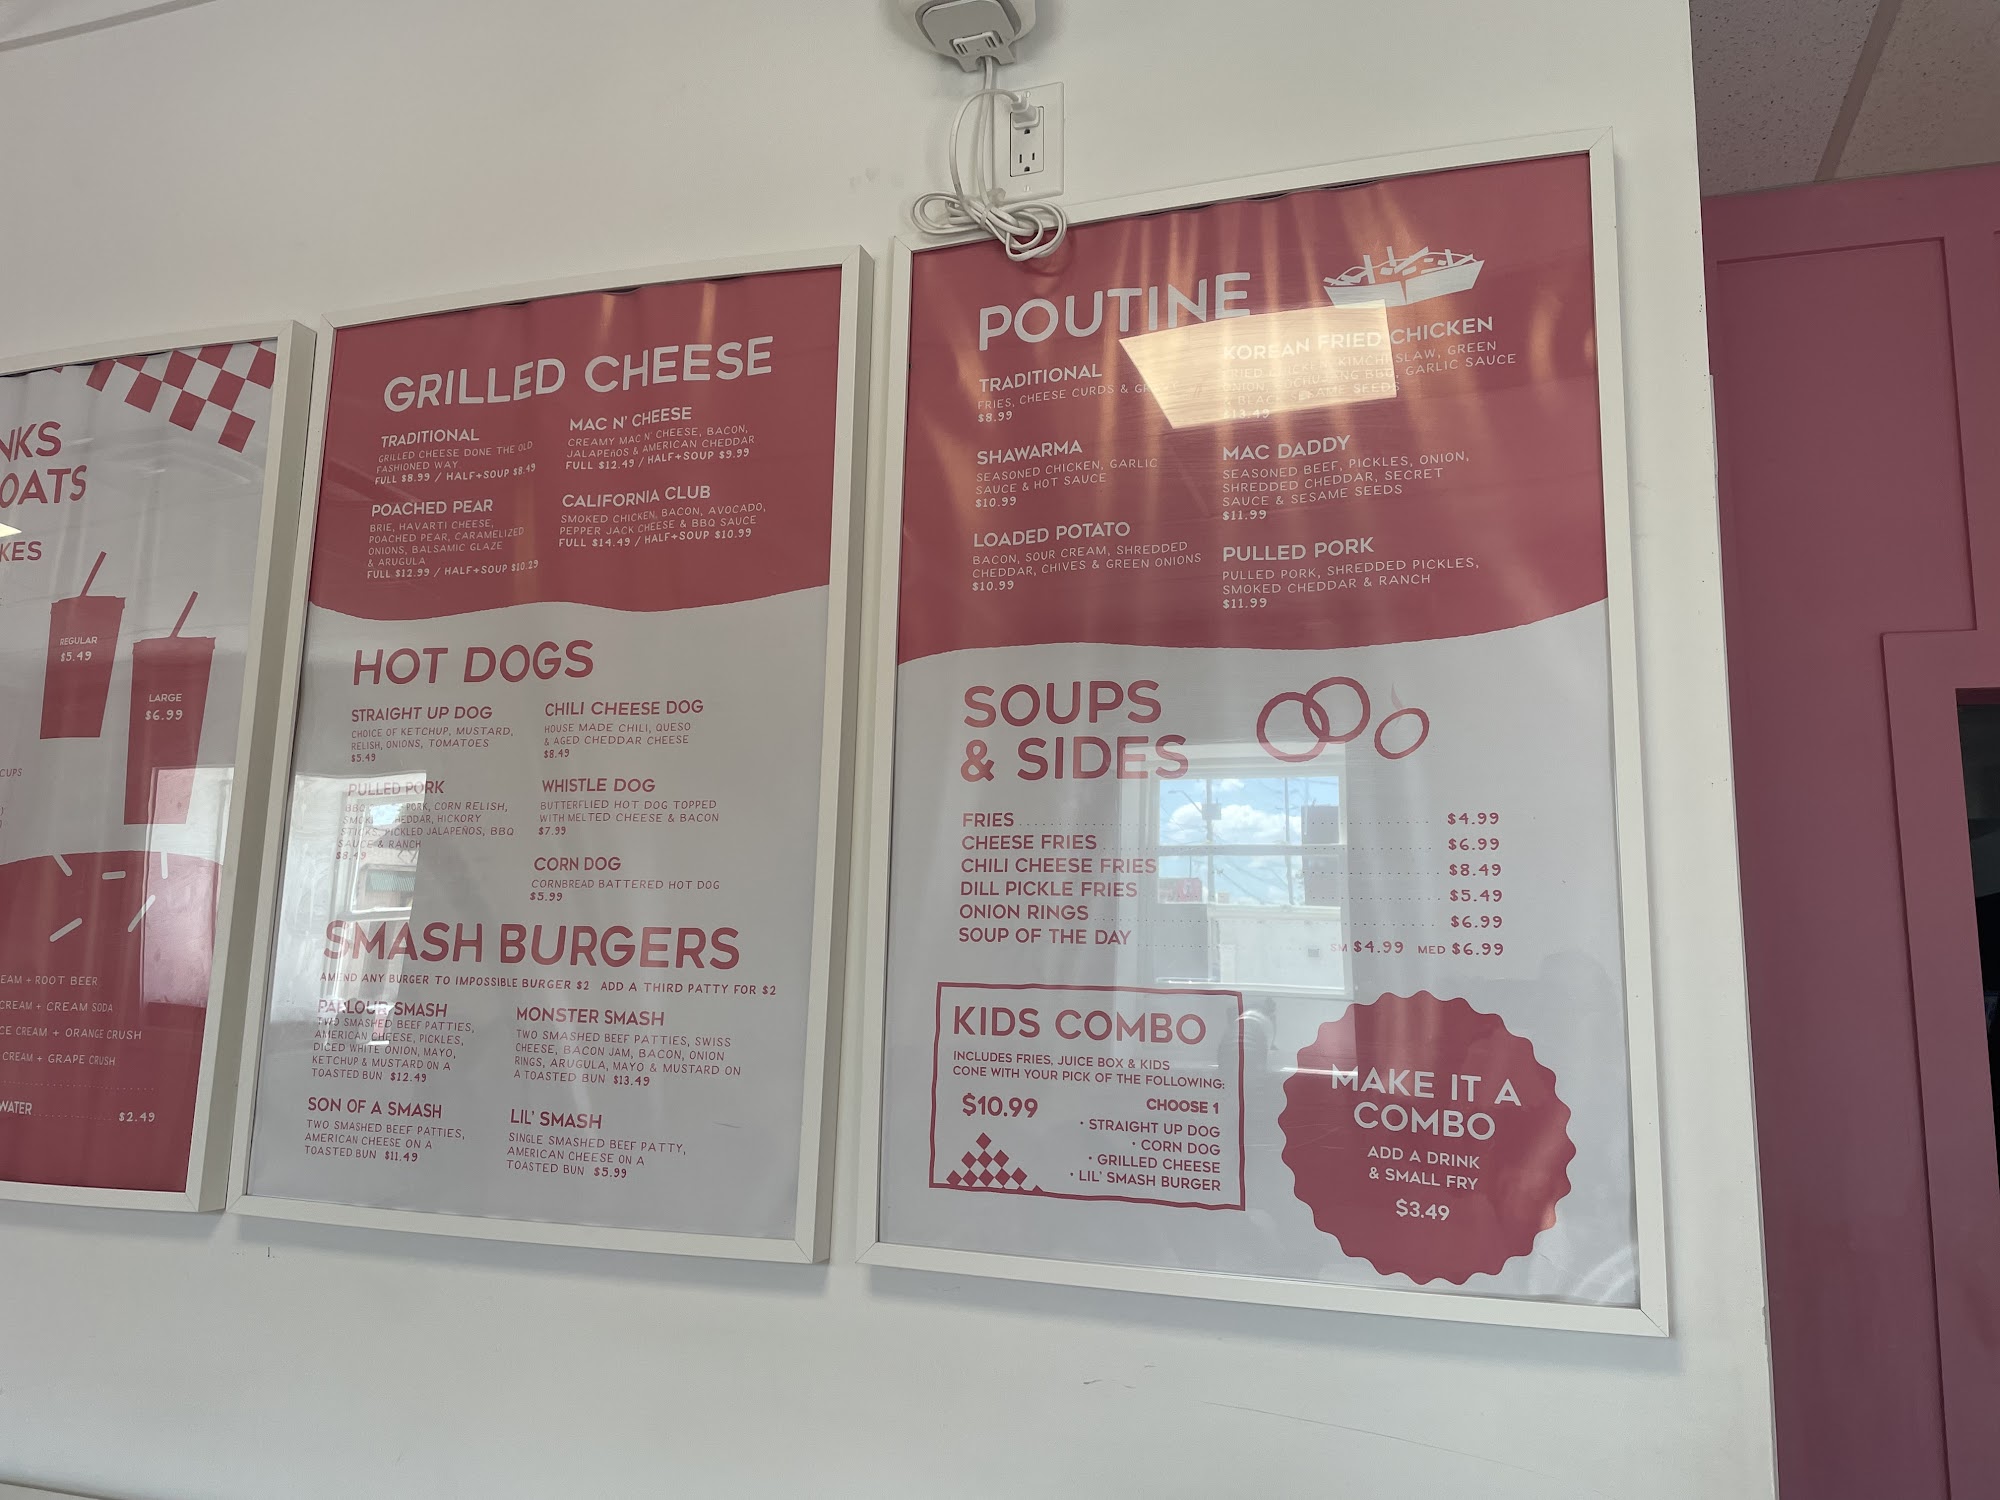 NKS
OATS
KES
REGULAR
$5.49
LARGE
$6.99
CUPS
EAM + ROOT BEER
CREAM + CREAM SODA
CE CREAM + ORANGE CRUSH
CREAM + GRAPE CRUSH
WATER $2.49
GRILLED CHEESE
TRADITIONAL
GRILLED CHEESE DONE THE OLD
FASHIONED WAY
FULL $8.99 / HALF+SOUP $8.49
POACHED PEAR
BRIE, HAVARTI CHEESE,
POACHED PEAR, CARAMELIZED
ONIONS, BALSAMIC GLAZE
& ARUGULA
FULL $12.99 / HALF+SOUP $10.29
MAC N' CHEESE
CREAMY MAC N' CHEESE, BACON,
JALAPEñOS & AMERICAN CHEDDAR
FULL $12.49 / HALF+SOUP $9.99
CALIFORNIA CLUB
SMOKED CHICKEN, BACON, AVOCADO,
PEPPER JACK CHEESE & BBQ SAUCE
FULL $14.49 / HALF+SOUP $10.99
HOT DOGS
STRAIGHT UP DOG
CHOICE OF KETCHUP, MUSTARD,
RELISH, ONIONS, TOMATOES
$5.49
PULLED PORK
BBQ PORK, CORN RELISH,
SMOKED CHEDDAR, HICKORY
STICKS, PICKLED JALAPEÑOS, BBQ
SAUCE & RANCH
$8.49
CHILI CHEESE DOG
HOUSE MADE CHILI, QUESO
& AGED CHEDDAR CHEESE
$8.49
WHISTLE DOG
BUTTERFLIED HOT DOG TOPPED
WITH MELTED CHEESE & BACON
$7.99
CORN DOG
CORNBREAD BATTERED HOT DOG
$5.99
SMASH BURGERS
AMEND ANY BURGER TO IMPOSSIBLE BURGER $2 ADD A THIRD PATTY FOR $2
PARLOUR SMASH
TWO SMASHED BEEF PATTIES,
AMERICAN CHEESE, PICKLES,
DICED WHITE ONION, MAYO,
KETCHUP & MUSTARD ON A
TOASTED BUN $12.49
SON OF A SMASH
TWO SMASHED BEEF PATTIES,
AMERICAN CHEESE ON A
TOASTED BUN $11.49
MONSTER SMASH
TWO SMASHED BEEF PATTIES, SWISS
CHEESE, BACON JAM, BACON, ONION
RINGS, ARUGULA, MAYO & MUSTARD ON
A TOASTED BUN $13.49
LIL' SMASH
SINGLE SMASHED BEEF PATTY,
AMERICAN CHEESE ON A
TOASTED BUN $5.99
POUTINE
TRADITIONAL
FRIES, CHEESE CURDS & GRAVY
$8.99
SHAWARMA
SEASONED CHICKEN, GARLIC
SAUCE & HOT SAUCE
$10.99
LOADED POTATO
BACON, SOUR CREAM, SHREDDED
CHEDDAR, CHIVES & GREEN ONIONS
$10.99
KOREAN FRIED CHICKEN
FRIED CHICKEN, KIMCHI SLAW, GREEN
ONION, GOCHUJANG BBQ, GARLIC SAUCE
& BLACK SESAME SEEDS
$13.49
MAC DADDY
SEASONED BEEF, PICKLES, ONION,
SHREDDED CHEDDAR, SECRET
SAUCE & SESAME SEEDS
$11.99
PULLED PORK
PULLED PORK, SHREDDED PICKLES,
SMOKED CHEDDAR & RANCH
$11.99
SOUPS
& SIDES
FRIES $4.99
CHEESE FRIES $6.99
CHILI CHEESE FRIES $8.49
DILL PICKLE FRIES $5.49
ONION RINGS $6.99
SOUP OF THE DAY SM $4.99 MED $6.99
KIDS COMBO
INCLUDES FRIES, JUICE BOX & KIDS
CONE WITH YOUR PICK OF THE FOLLOWING:
$10.99
CHOOSE 1
· STRAIGHT UP DOG
· CORN DOG
· GRILLED CHEESE
· LIL' SMASH BURGER
MAKE IT A
COMBO
ADD A DRINK
& SMALL FRY
$3.49